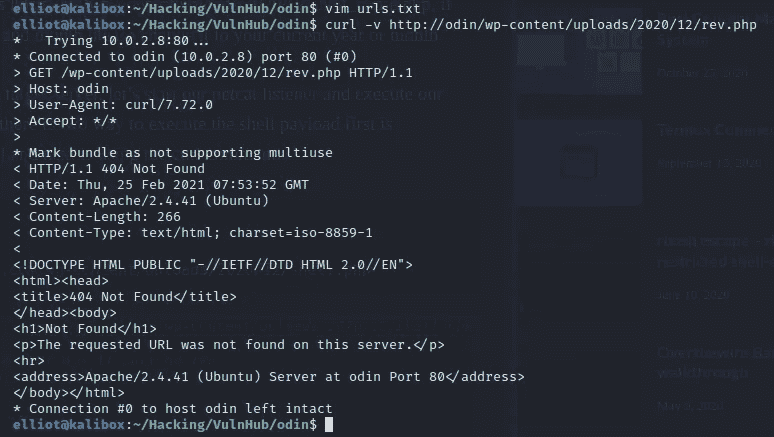 elliot@kalibox:~/Hacking/VulnHub/odin$ vim urls.txt
elliot@kalibox:~/Hacking/VulnHub/odin$ curl -v http://odin/wp-content/uploads/2020/12/rev.php
*   Trying 10.0.2.8:80...
* Connected to odin (10.0.2.8) port 80 (#0)
> GET /wp-content/uploads/2020/12/rev.php HTTP/1.1
> Host: odin
> User-Agent: curl/7.72.0
> Accept: */*
>
* Mark bundle as not supporting multiuse
< HTTP/1.1 404 Not Found
< Date: Thu, 25 Feb 2021 07:53:52 GMT
< Server: Apache/2.4.41 (Ubuntu)
< Content-Length: 266
< Content-Type: text/html; charset=iso-8859-1
<
<!DOCTYPE HTML PUBLIC "-//IETF//DTD HTML 2.0//EN">
<html><head>
<title>404 Not Found</title>
</head><body>
<h1>Not Found</h1>
<p>The requested URL was not found on this server.</p>
<hr>
<address>Apache/2.4.41 (Ubuntu) Server at odin Port 80</address>
</body></html>
* Connection #0 to host odin left intact
elliot@kalibox:~/Hacking/VulnHub/odin$